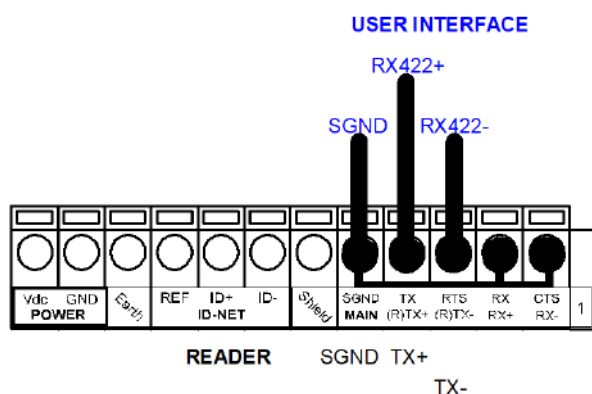 USER INTERFACE
RX422+
SGND RX422-
Vdc GND Earth REF ID+ ID- Shield SGND TX RTS RX CTS
POWER ID-NET MAIN (R)TX+ (R)TX- RX+ RX- 1
READER SGND TX+
TX-